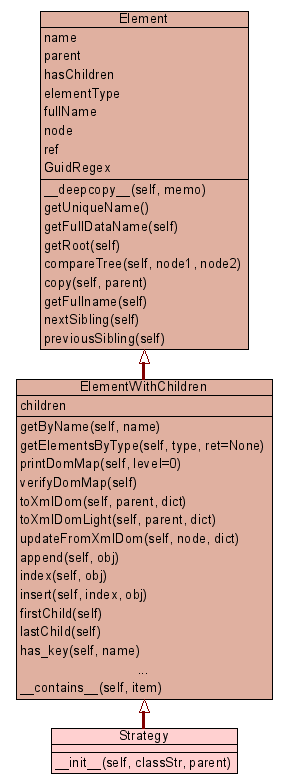 Element
name
parent
hasChildren
elementType
fullName
node
ref
GuidRegex
__deepcopy__(self, memo)
getUniqueName()
getFullDataName(self)
getRoot(self)
compareTree(self, node1, node2)
copy(self, parent)
getFullname(self)
nextSibling(self)
previousSibling(self)
ElementWithChildren
children
getByName(self, name)
getElementsByType(self, type, ret=None)
printDomMap(self, level=0)
verifyDomMap(self)
toXmlDom(self, parent, dict)
toXmlDomLight(self, parent, dict)
updateFromXmlDom(self, node, dict)
append(self, obj)
index(self, obj)
insert(self, index, obj)
firstChild(self)
lastChild(self)
has_key(self, name)
...
__contains__(self, item)
Strategy
__init__(self, classStr, parent)